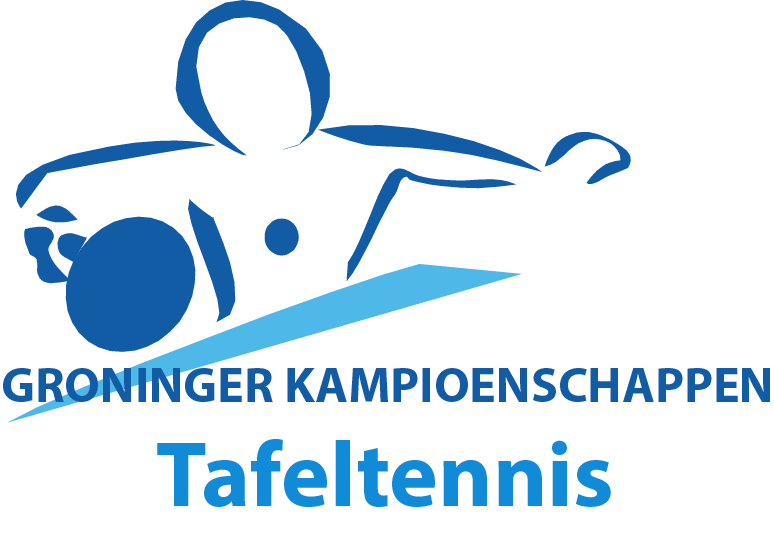 GRONINGER KAMPIOENSCHAPPEN
Tafeltennis